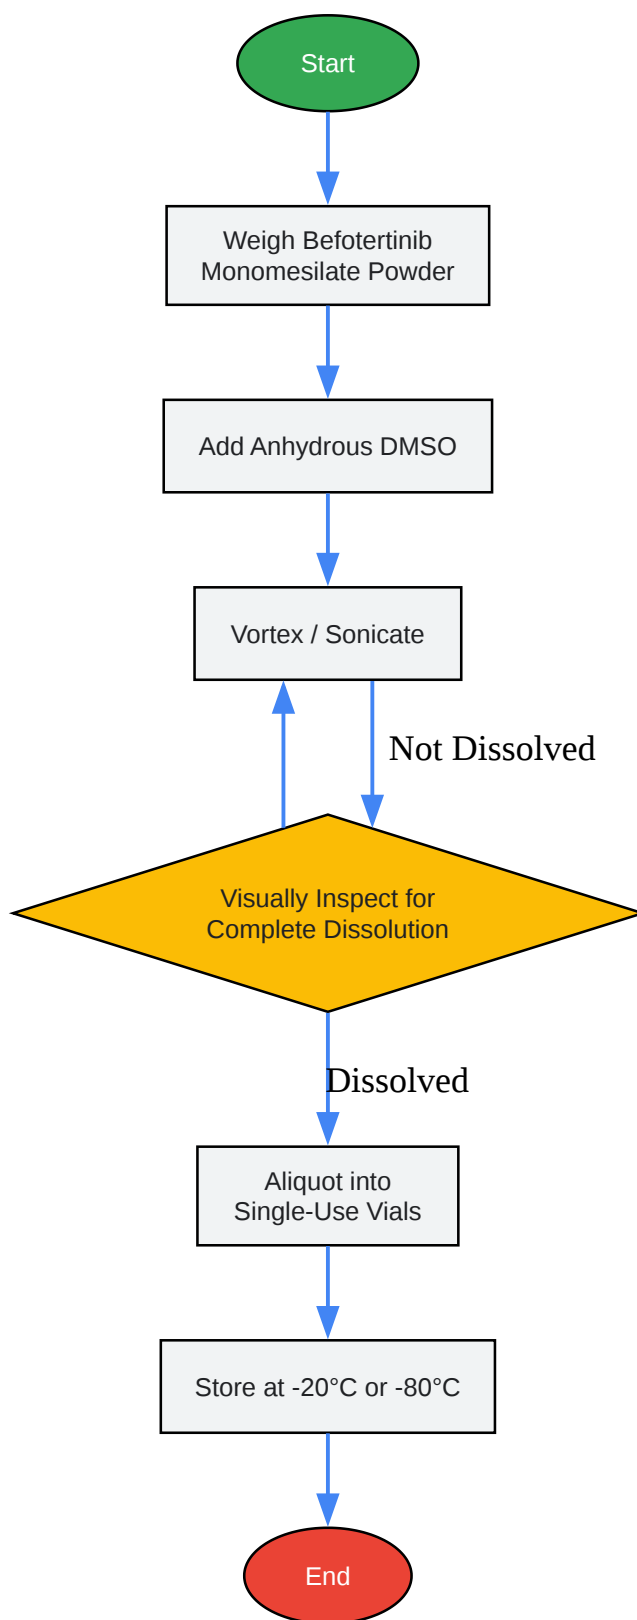 Start
Weigh Befotertinib
Monomesilate Powder
Add Anhydrous DMSO
Vortex / Sonicate
Not Dissolved
Visually Inspect for
Complete Dissolution
Dissolved
Aliquot into
Single-Use Vials
Store at -20°C or -80°C
End